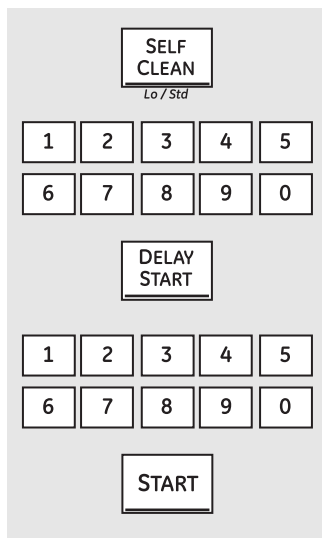 SELF
CLEAN
Lo / Std
1 2 3 4 5
6 7 8 9 0
DELAY
START
1 2 3 4 5
6 7 8 9 0
START